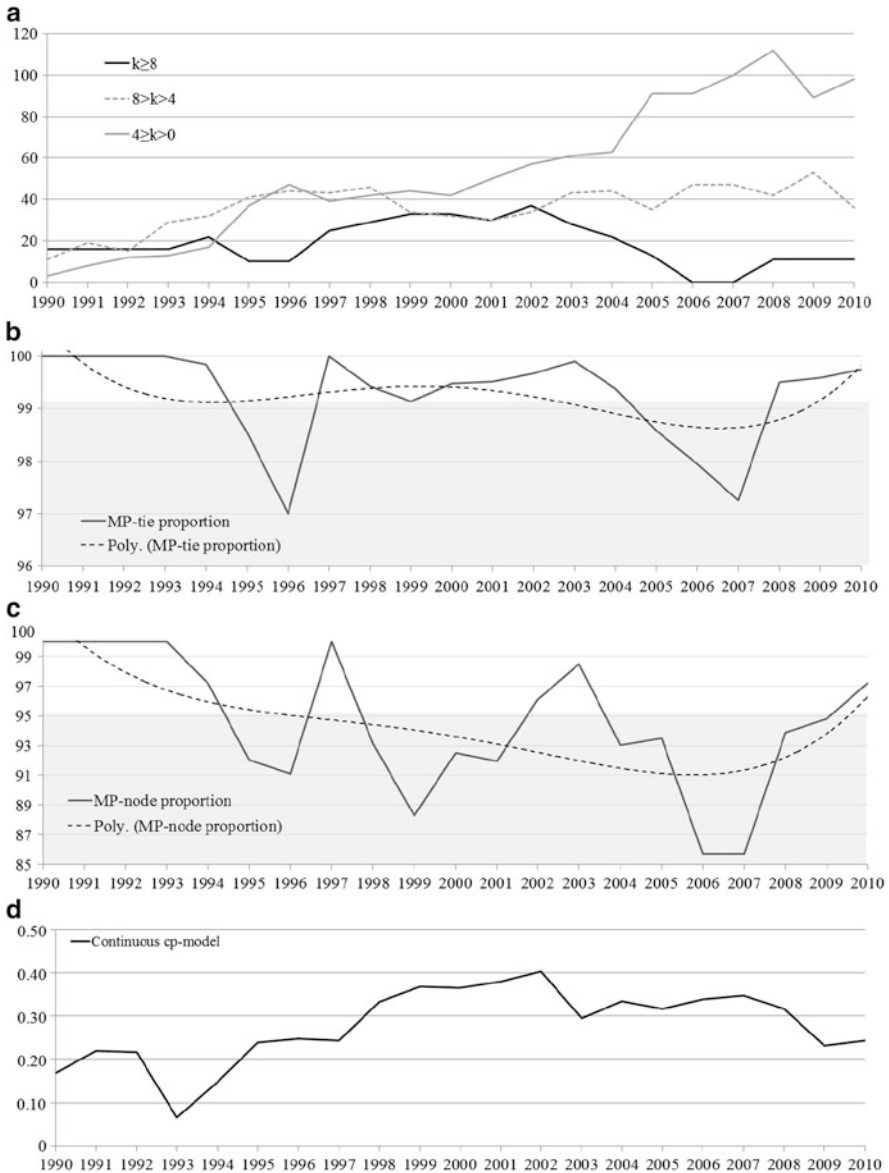 a
120
100
80
60
40
20
0
k≥8
8>k>4
4≥k>0
1990 1991 1992 1993 1994 1995 1996 1997 1998 1999 2000 2001 2002 2003 2004 2005 2006 2007 2008 2009 2010
b
100
99
98
97
96
MP-tie proportion
Poly. (MP-tie proportion)
1990 1991 1992 1993 1994 1995 1996 1997 1998 1999 2000 2001 2002 2003 2004 2005 2006 2007 2008 2009 2010
c
100
99
97
95
93
91
89
87
85
MP-node proportion
Poly. (MP-node proportion)
1990 1991 1992 1993 1994 1995 1996 1997 1998 1999 2000 2001 2002 2003 2004 2005 2006 2007 2008 2009 2010
d
0.50
0.40
0.30
0.20
0.10
0
Continuous cp-model
1990 1991 1992 1993 1994 1995 1996 1997 1998 1999 2000 2001 2002 2003 2004 2005 2006 2007 2008 2009 2010